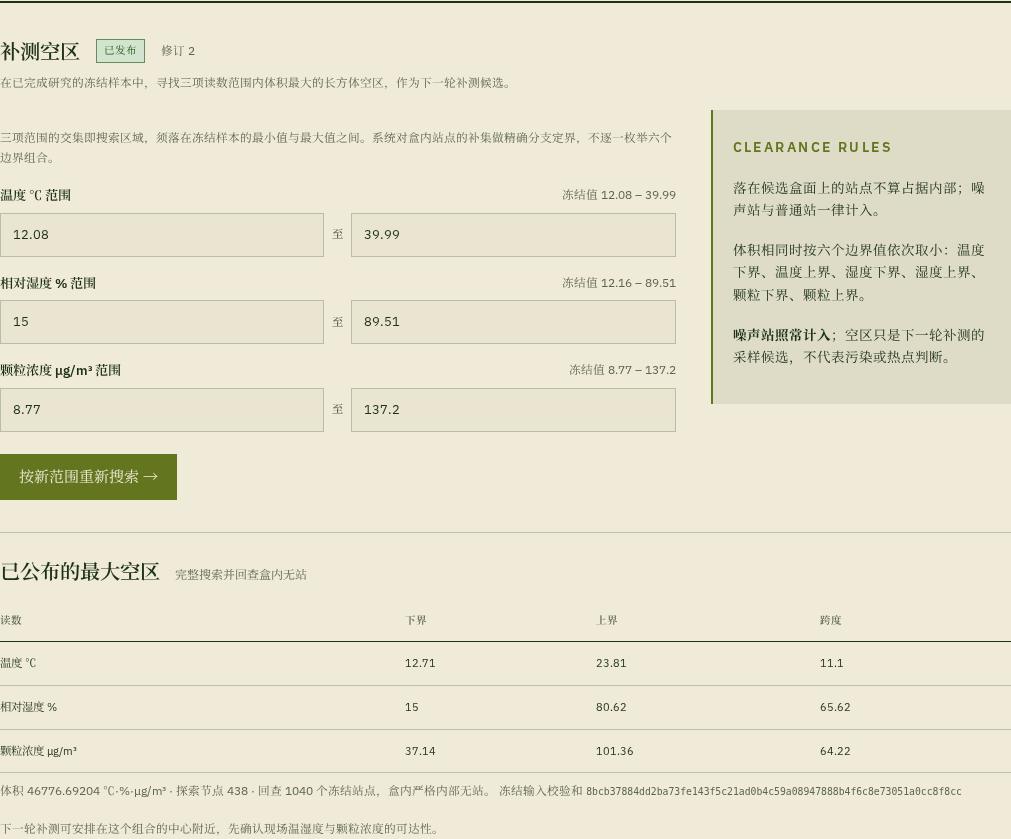 补测空区 已发布 修订 2
在已完成研究的冻结样本中，寻找三项读数范围内体积最大的长方体空区，作为下一轮补测候选。
三项范围的交集即搜索区域，须落在冻结样本的最小值与最大值之间。系统对盒内站点的补集做精确分支定界，不逐一枚举六个
边界组合。
温度 ℃ 范围 冻结值 12.08 – 39.99
12.08 至 39.99
相对湿度 % 范围 冻结值 12.16 – 89.51
15 至 89.51
颗粒浓度 μg/m³ 范围 冻结值 8.77 – 137.2
8.77 至 137.2
按新范围重新搜索 →
CLEARANCE RULES
落在候选盒面上的站点不算占据内部；噪
声站与普通站一律计入。
体积相同时按六个边界值依次取小：温度
下界、温度上界、湿度下界、湿度上界、
颗粒下界、颗粒上界。
噪声站照常计入；空区只是下一轮补测的
采样候选，不代表污染或热点判断。
已公布的最大空区 完整搜索并回查盒内无站
读数 下界 上界 跨度
温度 ℃ 12.71 23.81 11.1
相对湿度 % 15 80.62 65.62
颗粒浓度 μg/m³ 37.14 101.36 64.22
体积 46776.69204 ℃·%·μg/m³ · 探索节点 438 · 回查 1040 个冻结站点，盒内严格内部无站。 冻结输入校验和 8bcb37884dd2ba73fe143f5c21ad0b4c59a08947888b4f6c8e73051a0cc8f8cc
下一轮补测可安排在这个组合的中心附近，先确认现场温湿度与颗粒浓度的可达性。